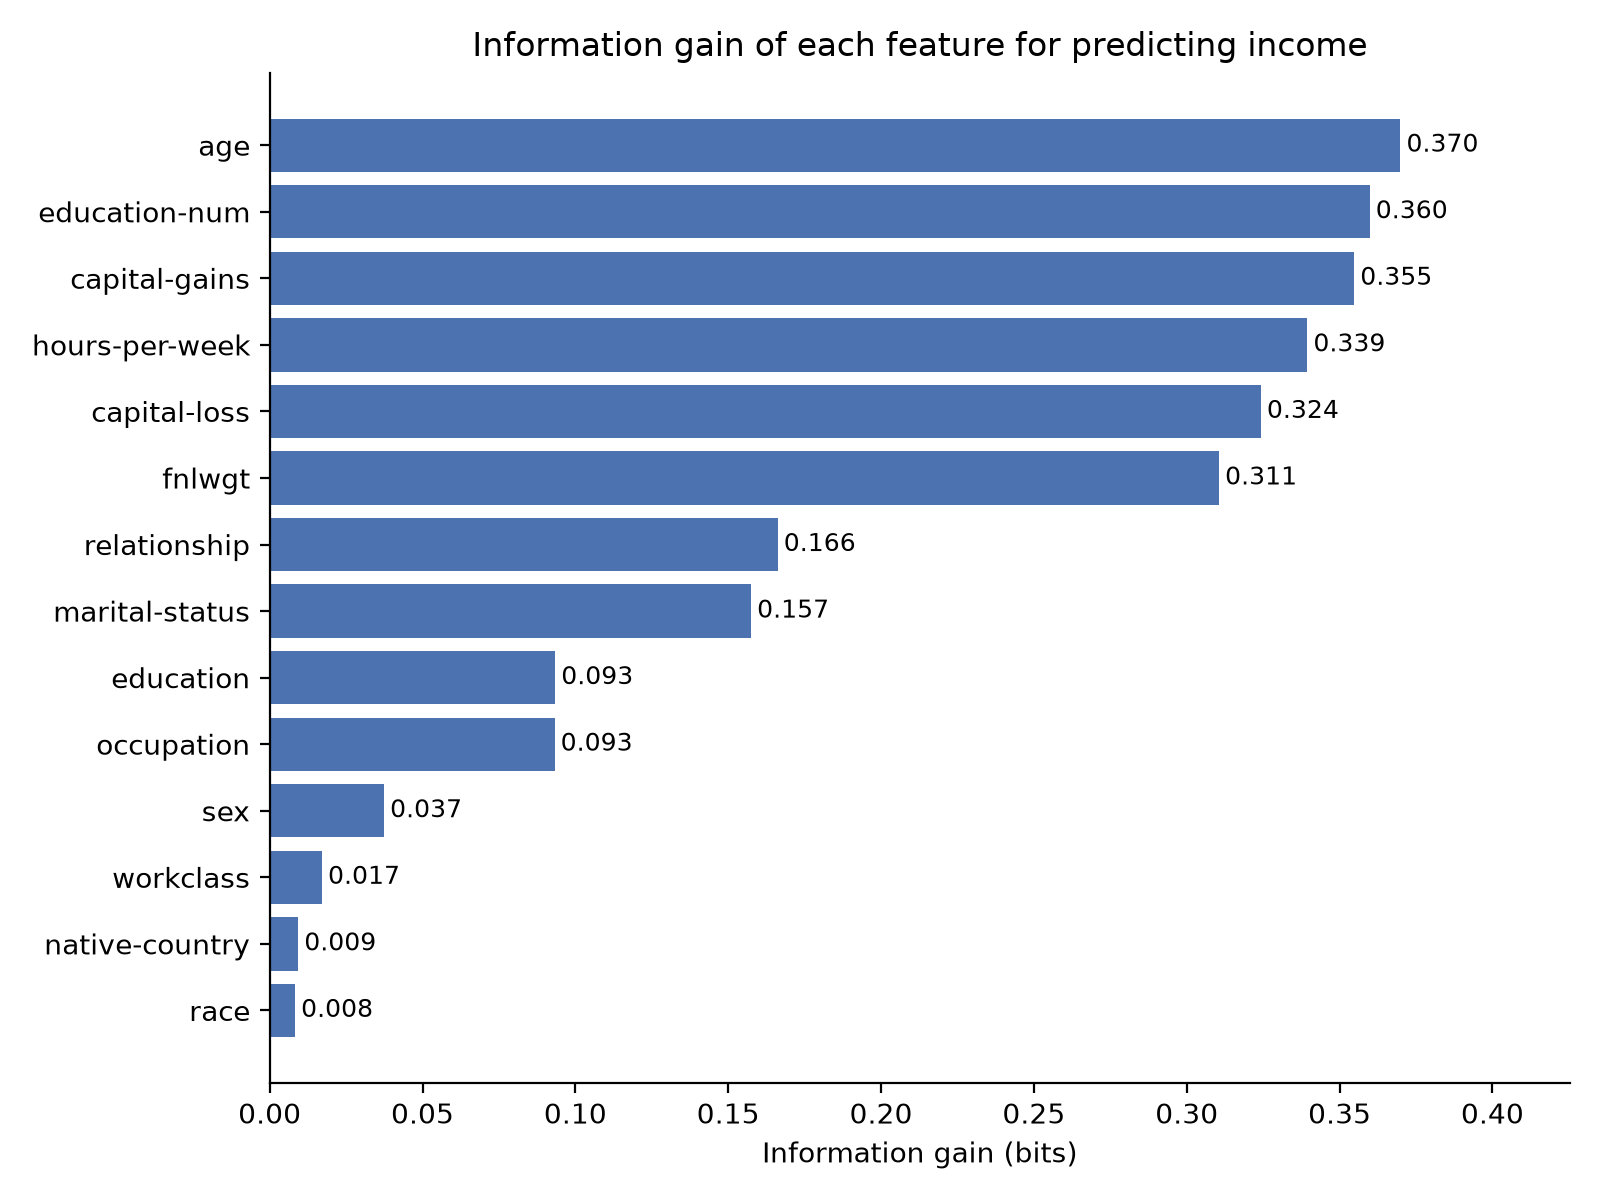 Information gain of each feature for predicting income
age 0.370
education-num 0.360
capital-gains 0.355
hours-per-week 0.339
capital-loss 0.324
fnlwgt 0.311
relationship 0.166
marital-status 0.157
education 0.093
occupation 0.093
sex 0.037
workclass 0.017
native-country 0.009
race 0.008
0.00 0.05 0.10 0.15 0.20 0.25 0.30 0.35 0.40
Information gain (bits)